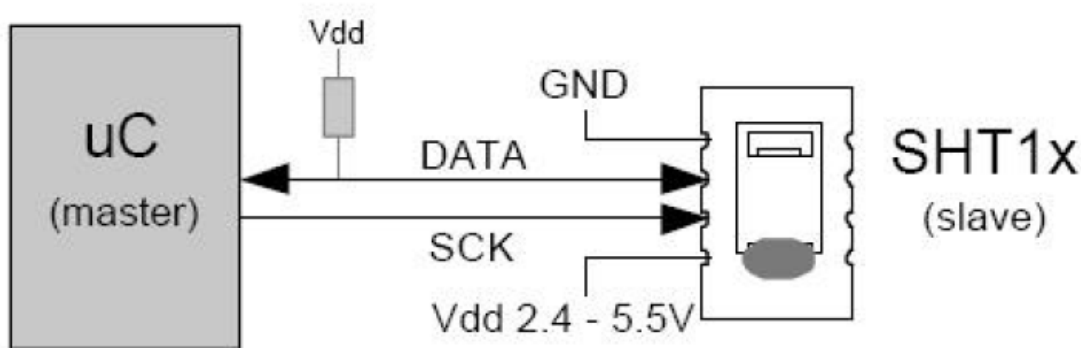 Vdd
GND
uC
(master)
DATA
SCK
SHT1x
(slave)
Vdd 2.4 - 5.5V